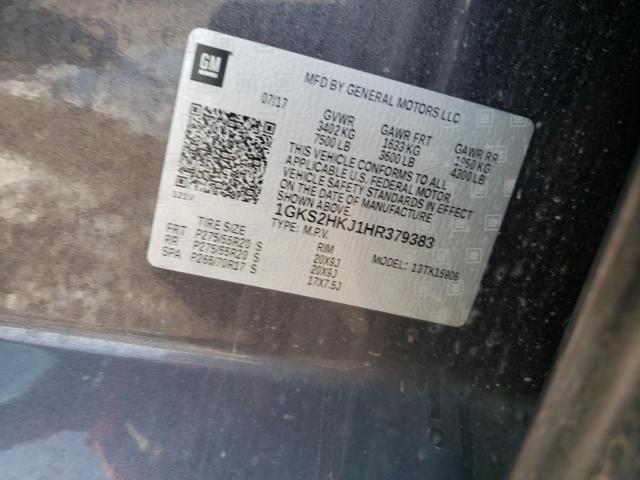 GM
MFD BY GENERAL MOTORS LLC
07/17
GVWR GAWR FRT GAWR RR
3402 KG 1633 KG 1950 KG
7500 LB 3600 LB 4300 LB
THIS VEHICLE CONFORMS TO ALL
APPLICABLE U.S. FEDERAL MOTOR
VEHICLE SAFETY STANDARDS IN EFFECT
ON THE DATE OF MANUFACTURE
SHOWN ABOVE.
1GKS2HKJ1HR379383
TYPE: M.P.V. MODEL: 13TK15906
TIRE SIZE RIM
FRT P275/55R20 S 20X9J
RR P275/55R20 S 20X9J
SPA P265/70R17 S 17X7.5J